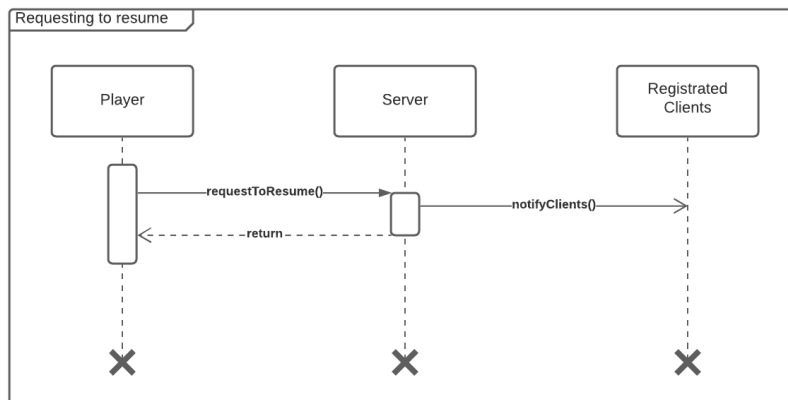 Requesting to resume
Player
Server
Registrated
Clients
requestToResume()
notifyClients()
return